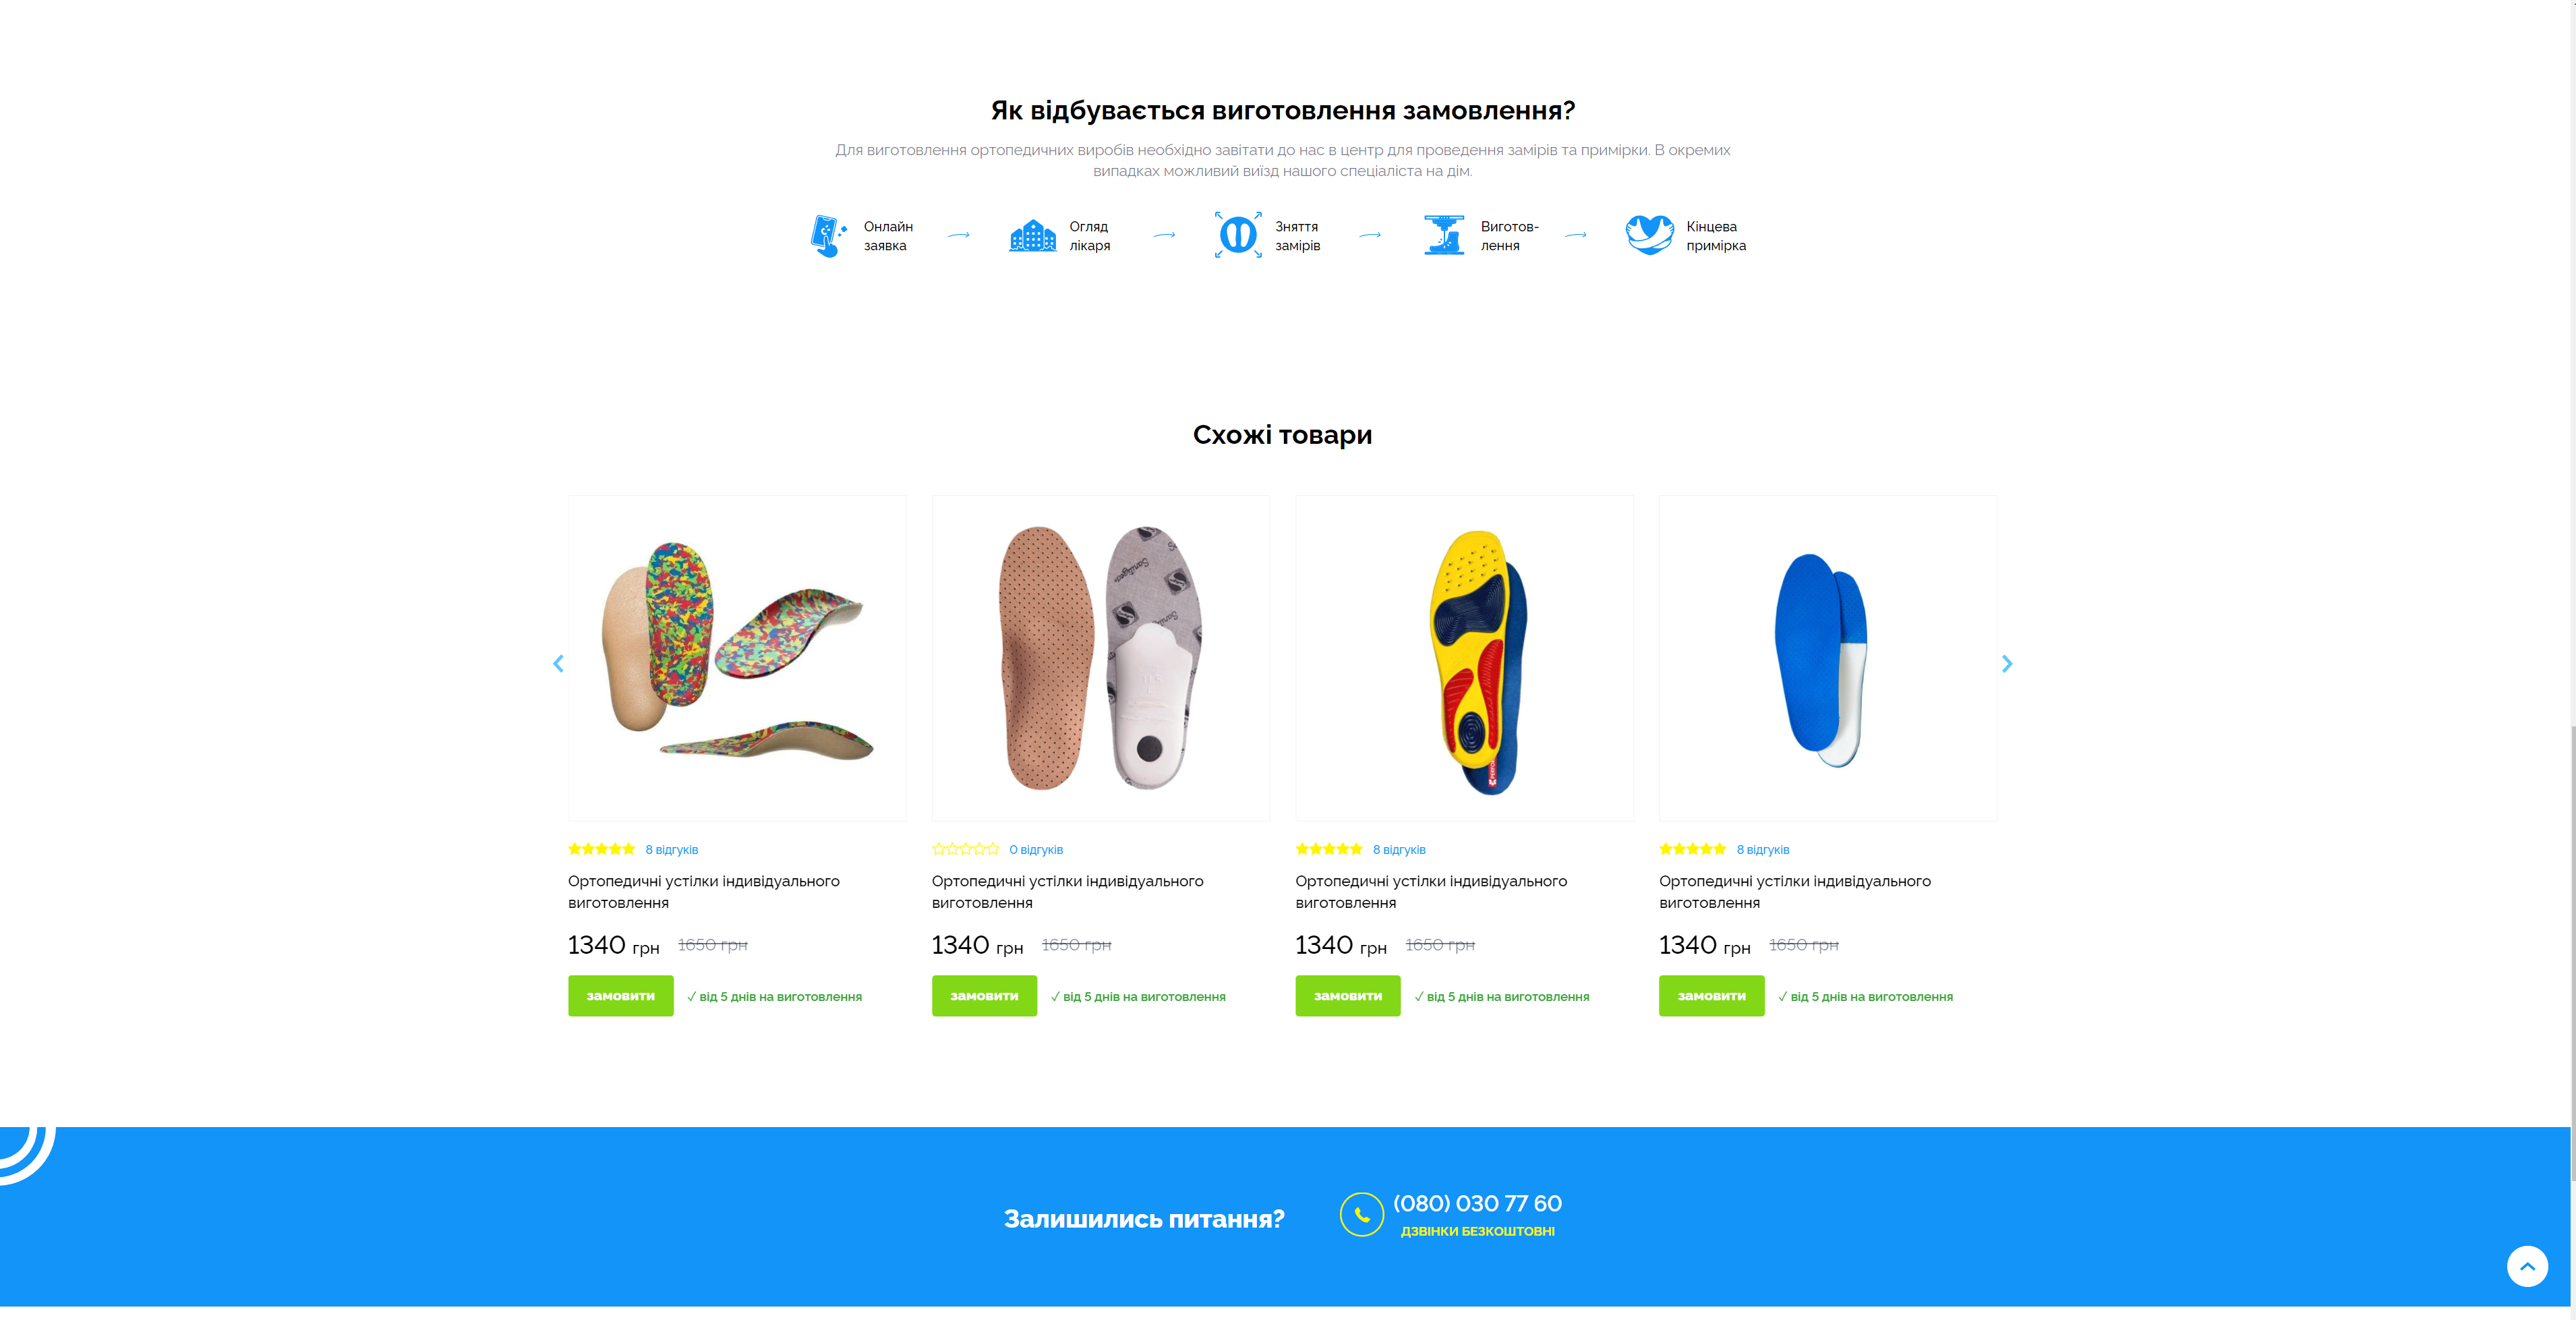 Як відбувається виготовлення замовлення?
Для виготовлення ортопедичних виробів необхідно завітати до нас в центр для проведення замірів та примірки. В окремих
випадках можливий виїзд нашого спеціаліста на дім.
Онлайн
заявка
Огляд
лікаря
Зняття
замірів
Виготов-
лення
Кінцева
примірка
Схожі товари
8 відгуків
Ортопедичні устілки індивідуального
виготовлення
1340 грн 1650 грн
замовити ✓ від 5 днів на виготовлення
0 відгуків
Ортопедичні устілки індивідуального
виготовлення
1340 грн 1650 грн
замовити ✓ від 5 днів на виготовлення
8 відгуків
Ортопедичні устілки індивідуального
виготовлення
1340 грн 1650 грн
замовити ✓ від 5 днів на виготовлення
8 відгуків
Ортопедичні устілки індивідуального
виготовлення
1340 грн 1650 грн
замовити ✓ від 5 днів на виготовлення
Залишились питання?
(080) 030 77 60
ДЗВІНКИ БЕЗКОШТОВНІ